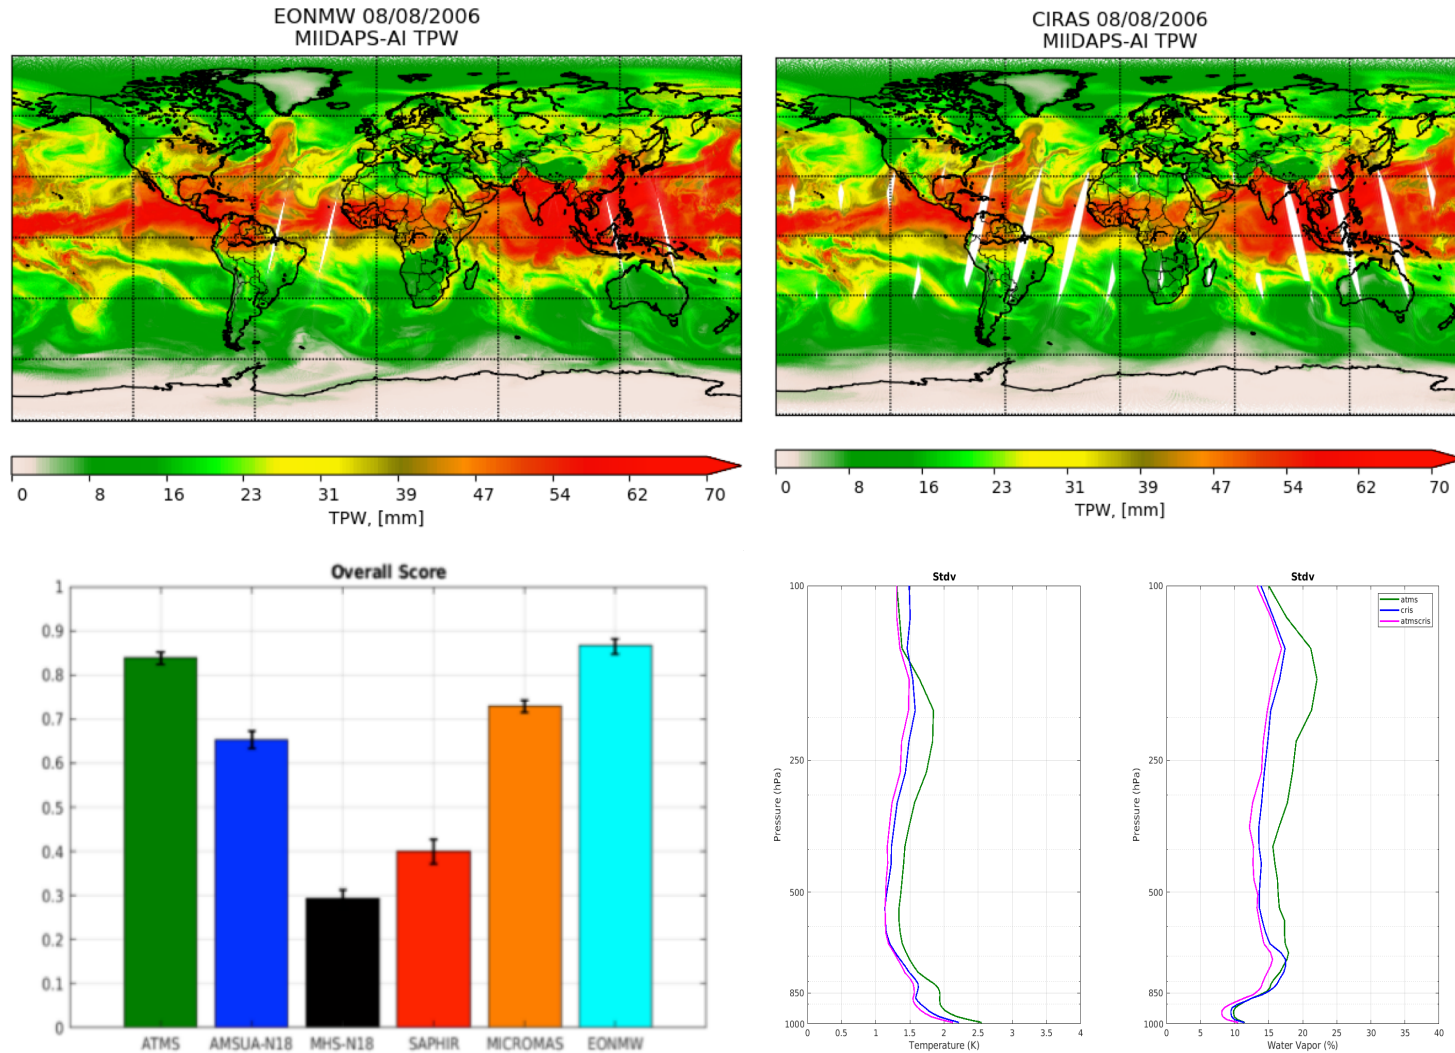 EONMW 08/08/2006
MIIDAPS-AI TPW
CIRAS 08/08/2006
MIIDAPS-AI TPW
0 8 16 23 31 39 47 54 62 70
TPW, [mm]
0 8 16 23 31 39 47 54 62 70
TPW, [mm]
Overall Score
1
0.9
0.8
0.7
0.6
0.5
0.4
0.3
0.2
0.1
0
ATMS AMSUA-N18 MHS-N18 SAPHIR MICROMAS EONMW
Stdv
100
250
500
850
1000
Pressure (hPa)
0 0.5 1 1.5 2 2.5 3 3.5 4
Temperature (K)
Stdv
atms
cris
atmscris
100
250
500
850
1000
Pressure (hPa)
0 5 10 15 20 25 30 35 40
Water Vapor (%)